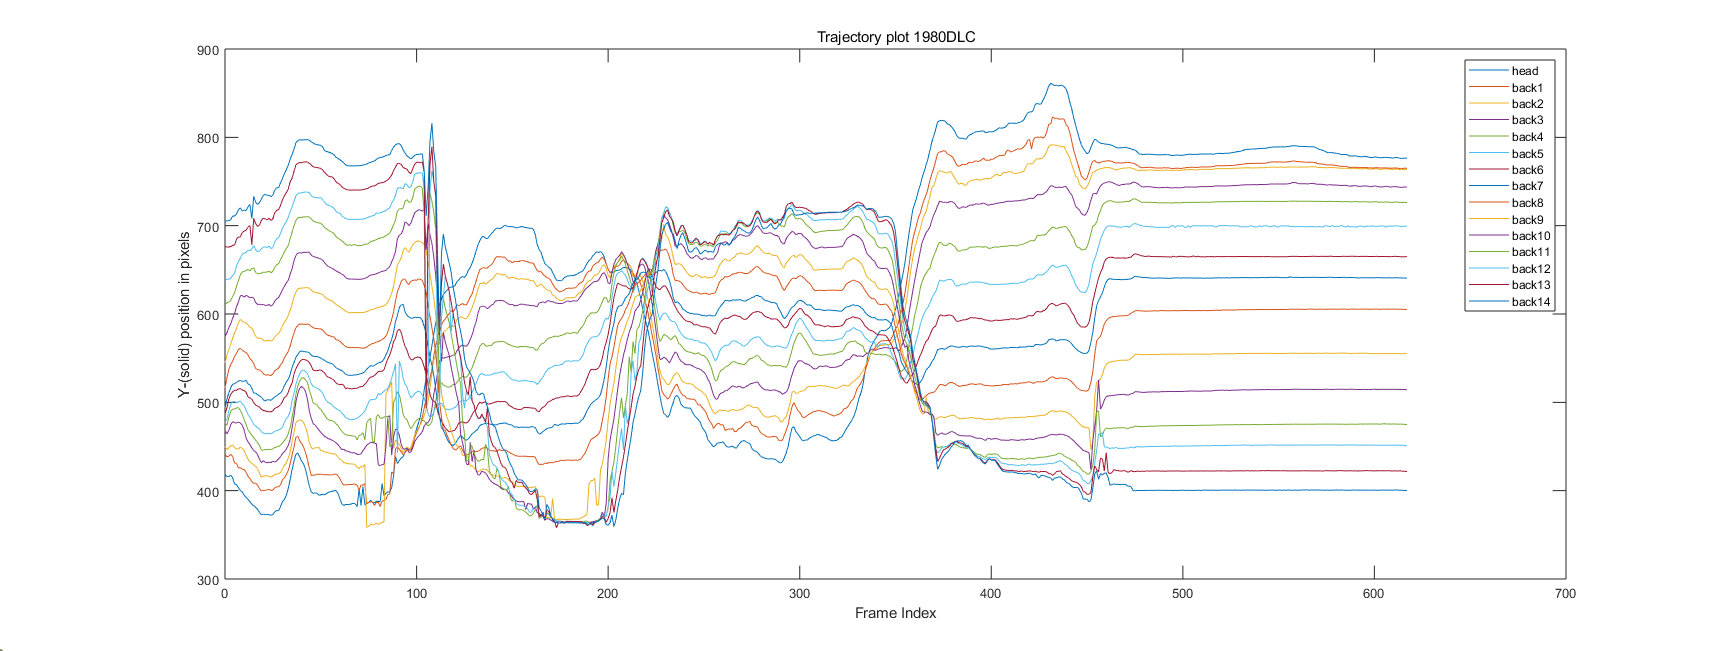 Trajectory plot 1980DLC
Y-(solid) position in pixels
900
800
700
600
500
400
300
0 100 200 300 400 500 600 700
Frame Index
head
back1
back2
back3
back4
back5
back6
back7
back8
back9
back10
back11
back12
back13
back14